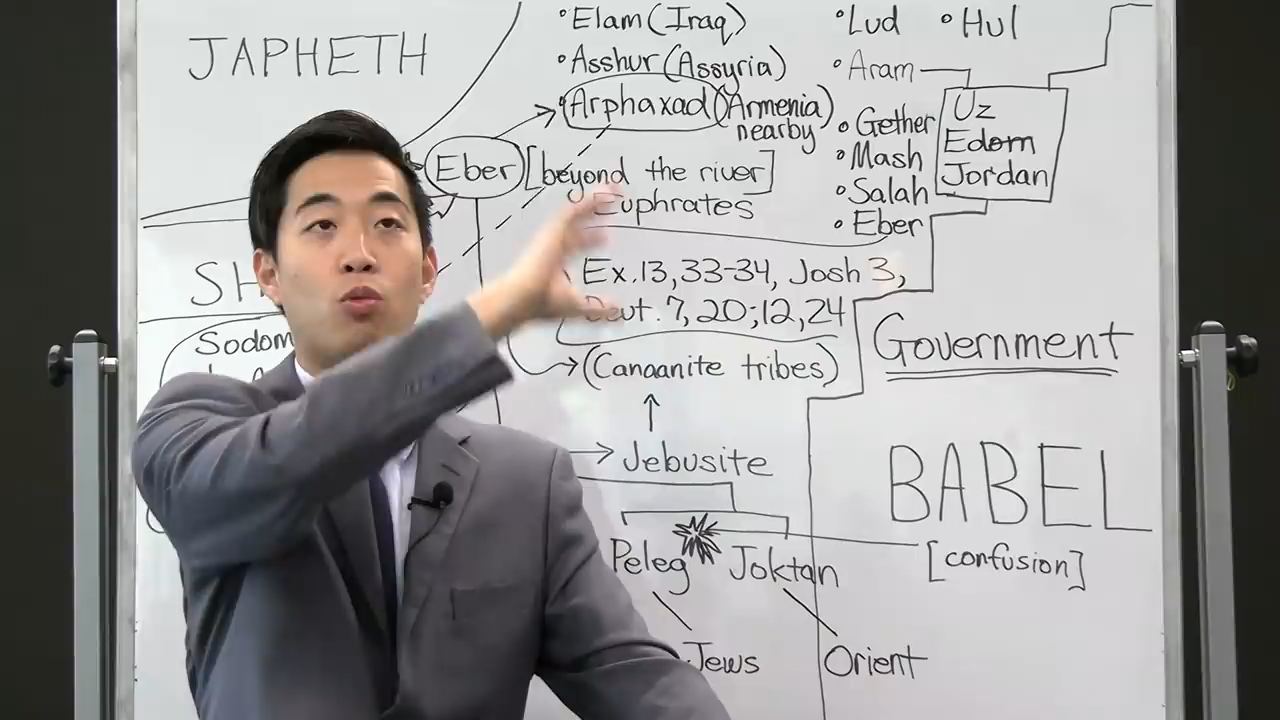 JAPHETH
SH
Sodom
•Elam (Iraq)
•Asshur (Assyria)
•Arphaxad (Armenia)
nearby
Eber [beyond the river]
Euphrates
•Lud •Hul
•Aram
•Gether
•Mash
•Salah
•Eber
Uz
Edom
Jordan
Ex.13,33-34, Josh 3,
Deut. 7,20;12,24
(Canaanite tribes)
Jebusite
Peleg Joktan
Jews Orient
Government
BABEL
[confusion]